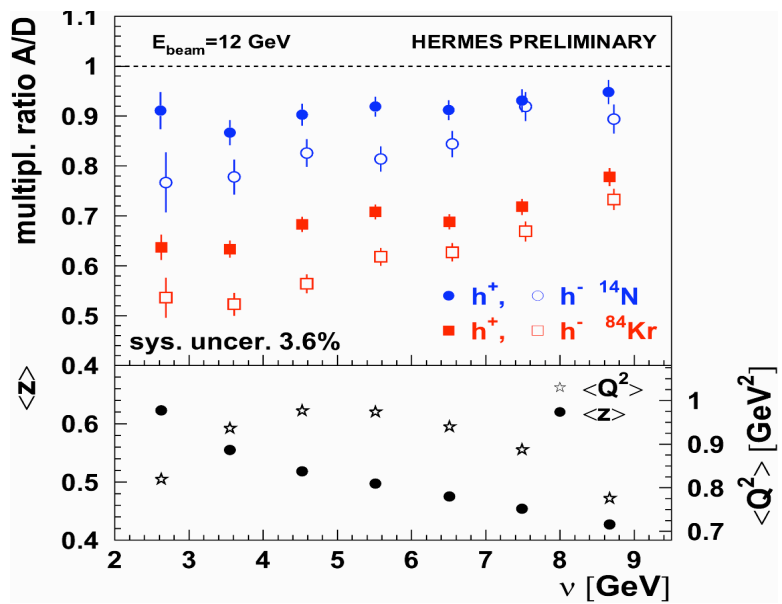 1.1
E_beam=12 GeV HERMES PRELIMINARY
multipl. ratio A/D
1
0.9
0.8
0.7
0.6
0.5
0.4
h⁺, h⁻ ¹⁴N
h⁺, h⁻ ⁸⁴Kr
sys. uncer. 3.6%
<z>
0.6
0.5
0.4
<Q²>
<z>
1
0.9
0.8
0.7
<Q²> [GeV²]
2 3 4 5 6 7 8 9
ν [GeV]